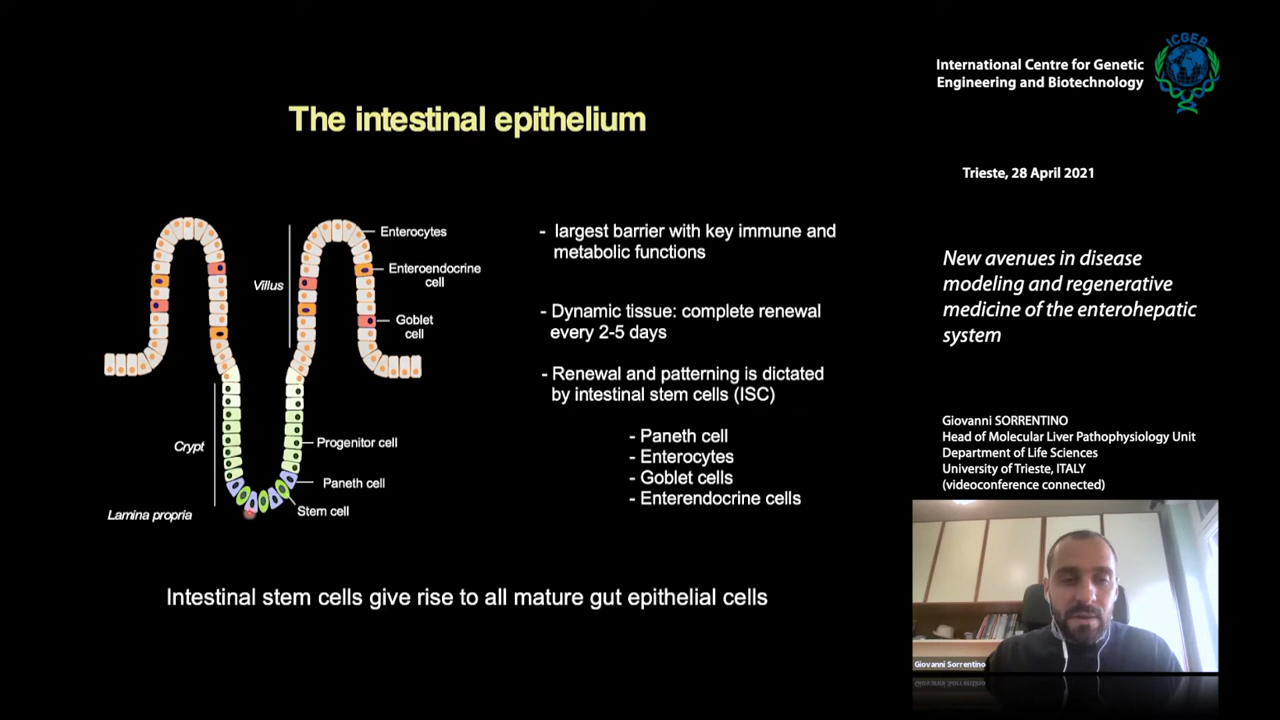 ICGEB
International Centre for Genetic
Engineering and Biotechnology
The intestinal epithelium
Trieste, 28 April 2021
Enterocytes
Enteroendocrine
cell
Villus
Goblet
cell
Crypt
Progenitor cell
Paneth cell
Stem cell
Lamina propria
- largest barrier with key immune and
metabolic functions
- Dynamic tissue: complete renewal
every 2-5 days
- Renewal and patterning is dictated
by intestinal stem cells (ISC)
- Paneth cell
- Enterocytes
- Goblet cells
- Enterendocrine cells
Intestinal stem cells give rise to all mature gut epithelial cells
New avenues in disease
modeling and regenerative
medicine of the enterohepatic
system
Giovanni SORRENTINO
Head of Molecular Liver Pathophysiology Unit
Department of Life Sciences
University of Trieste, ITALY
(videoconference connected)
Giovanni Sorrentino